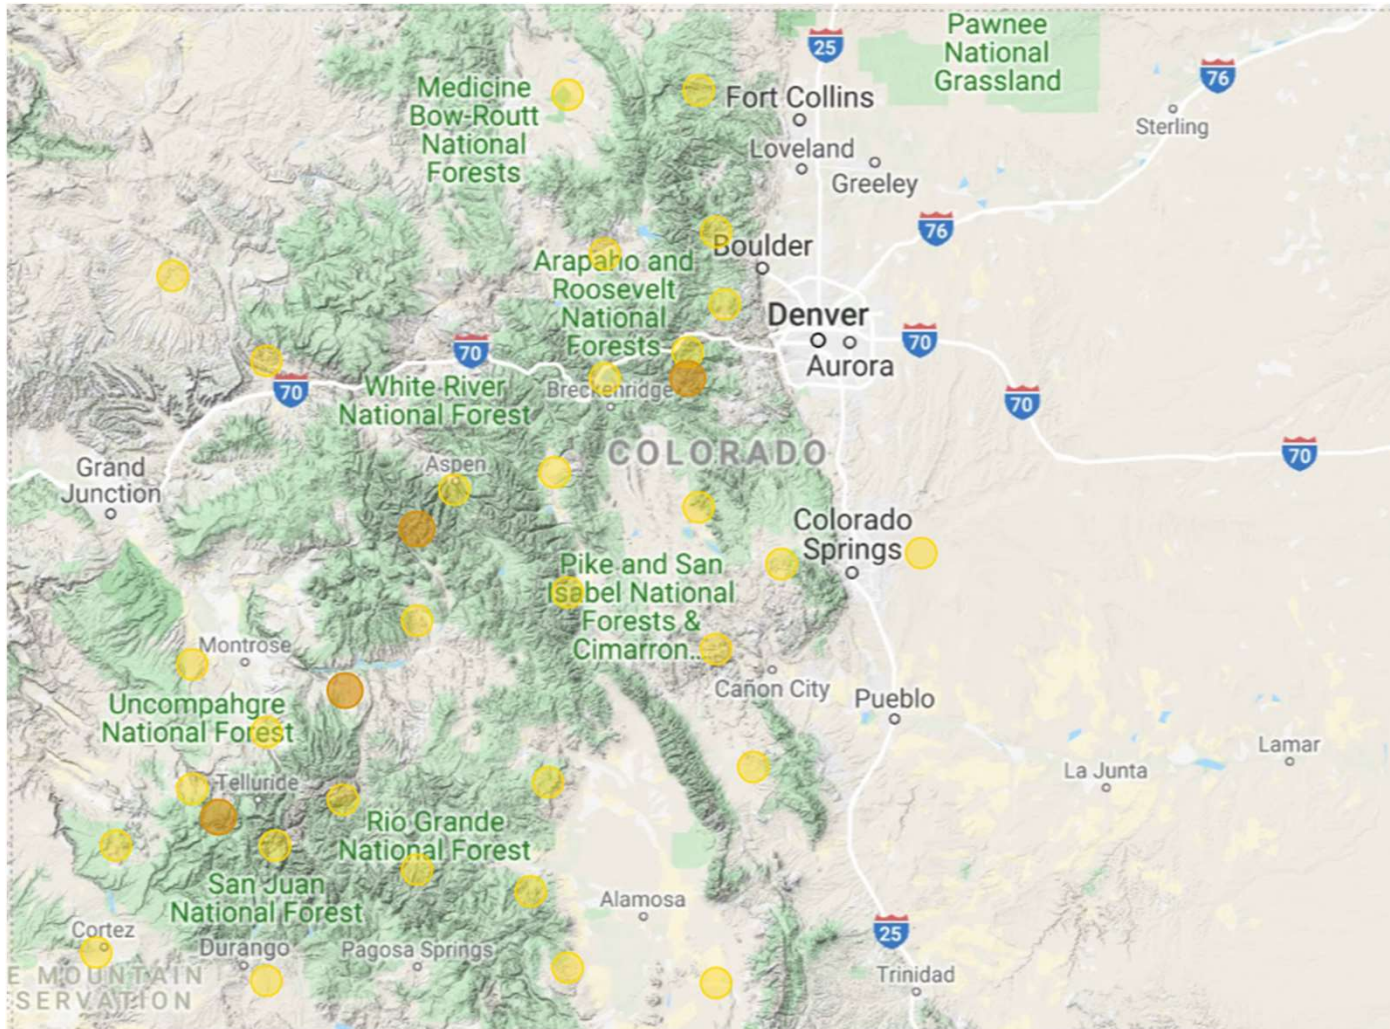 Pawnee
National
Grassland
25
76
Medicine
Bow-Routt
National
Forests
Fort Collins
Sterling
Loveland
Greeley
76
Boulder
Arapaho and
Roosevelt
National
Forests
Denver
70
Aurora
70
70
White River
National Forest
Breckenridge
70
70
COLORADO
Grand
Junction
Aspen
Colorado
Springs
Pike and San
Isabel National
Forests &
Cimarron...
Montrose
Cañon City
Pueblo
Uncompahgre
National Forest
Lamar
La Junta
Telluride
Rio Grande
National Forest
San Juan
National Forest
Alamosa
Cortez
Durango
Pagosa Springs
25
E MOUNTAIN
SERVATION
Trinidad